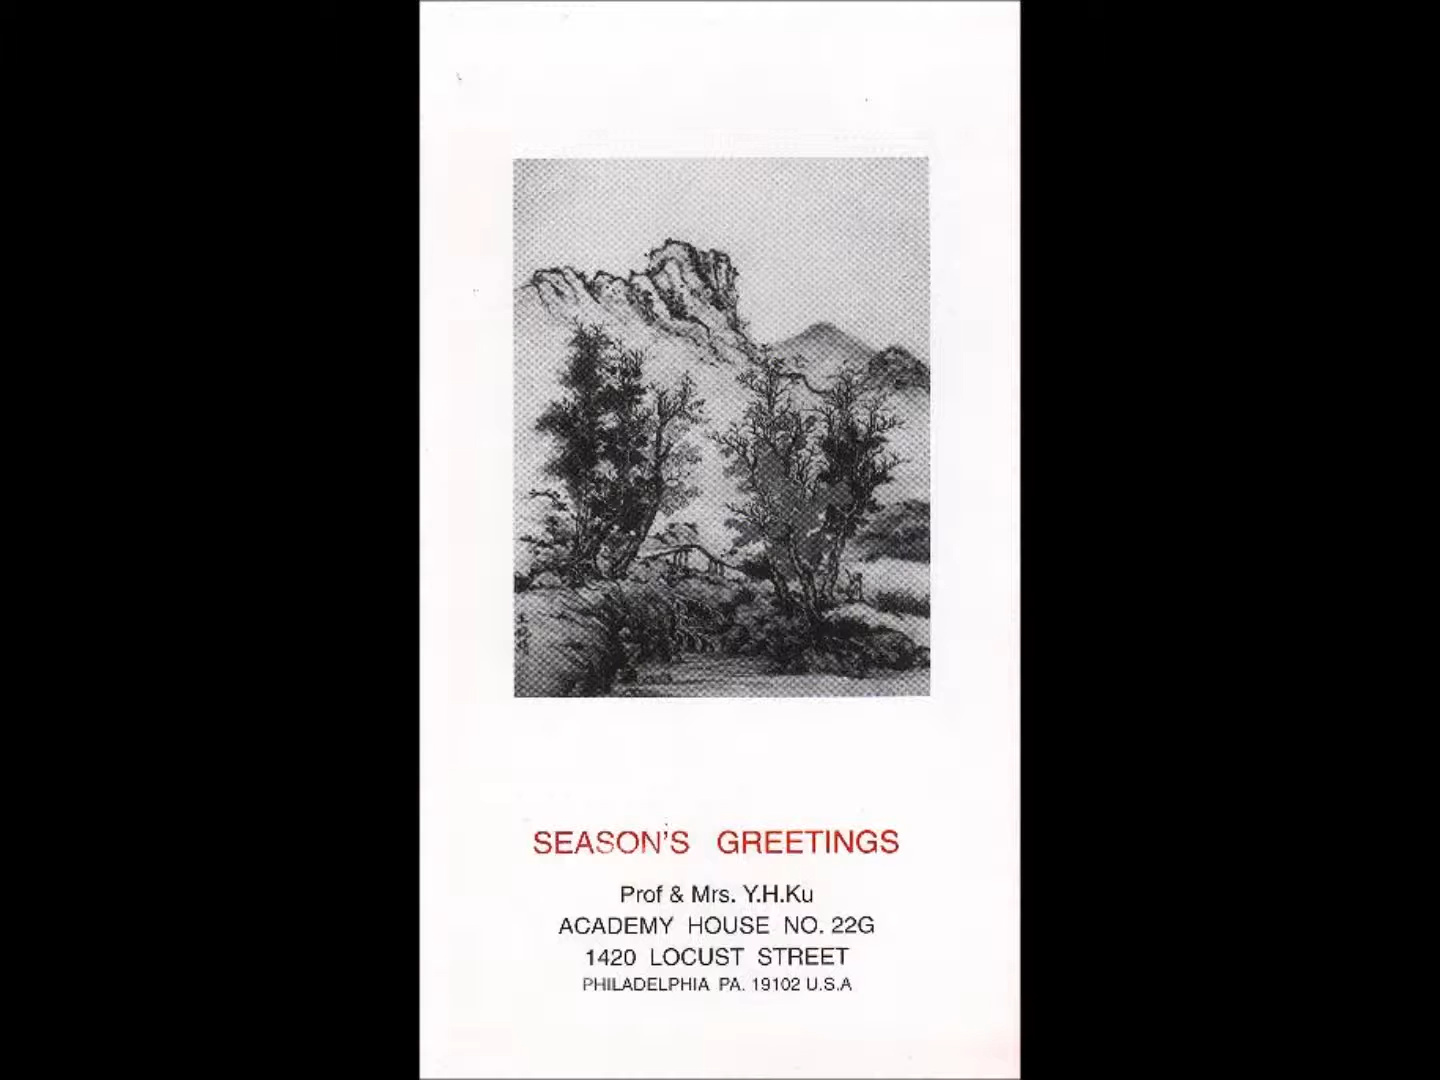 SEASON'S GREETINGS
Prof & Mrs. Y.H.Ku
ACADEMY HOUSE NO. 22G
1420 LOCUST STREET
PHILADELPHIA PA. 19102 U.S.A